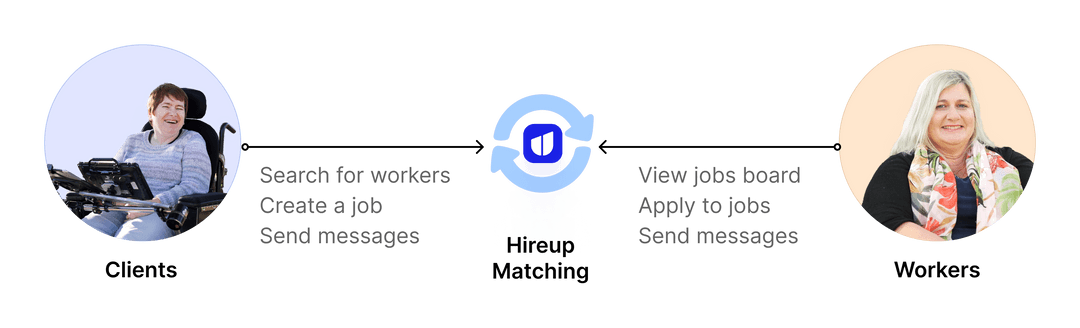 Search for workers
Create a job
Send messages
Clients
Hireup
Matching
View jobs board
Apply to jobs
Send messages
Workers